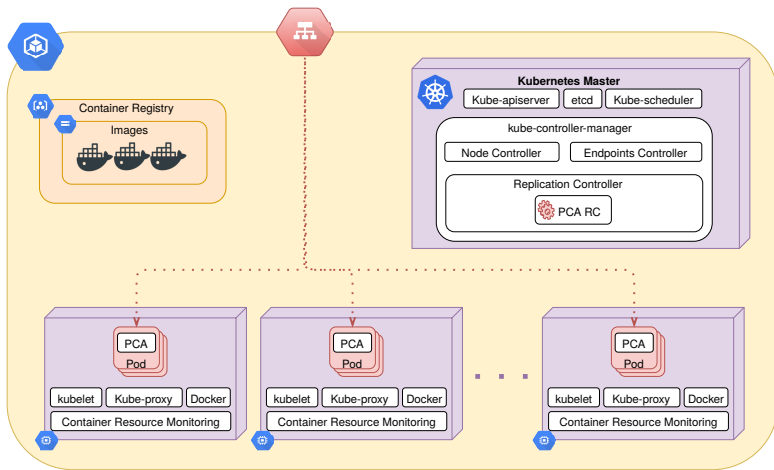 Kubernetes Master
Kube-apiserver
etcd
Kube-scheduler
kube-controller-manager
Node Controller
Endpoints Controller
Replication Controller
PCA RC
Container Registry
Images
PCA
Pod
kubelet
Kube-proxy
Docker
Container Resource Monitoring
PCA
Pod
kubelet
Kube-proxy
Docker
Container Resource Monitoring
PCA
Pod
kubelet
Kube-proxy
Docker
Container Resource Monitoring